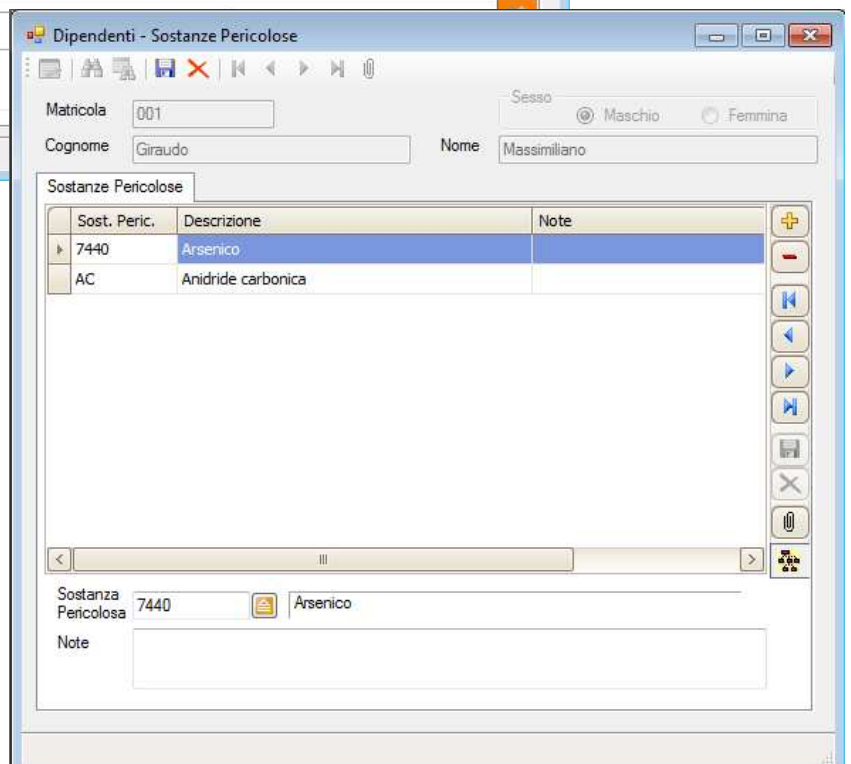 Dipendenti - Sostanze Pericolose
Matricola 001 Sesso Maschio Femmina
Cognome Giraudo Nome Massimiliano
Sostanze Pericolose
Sost. Peric. Descrizione Note
7440 Arsenico
AC Anidride carbonica
Sostanza Pericolosa 7440 Arsenico
Note